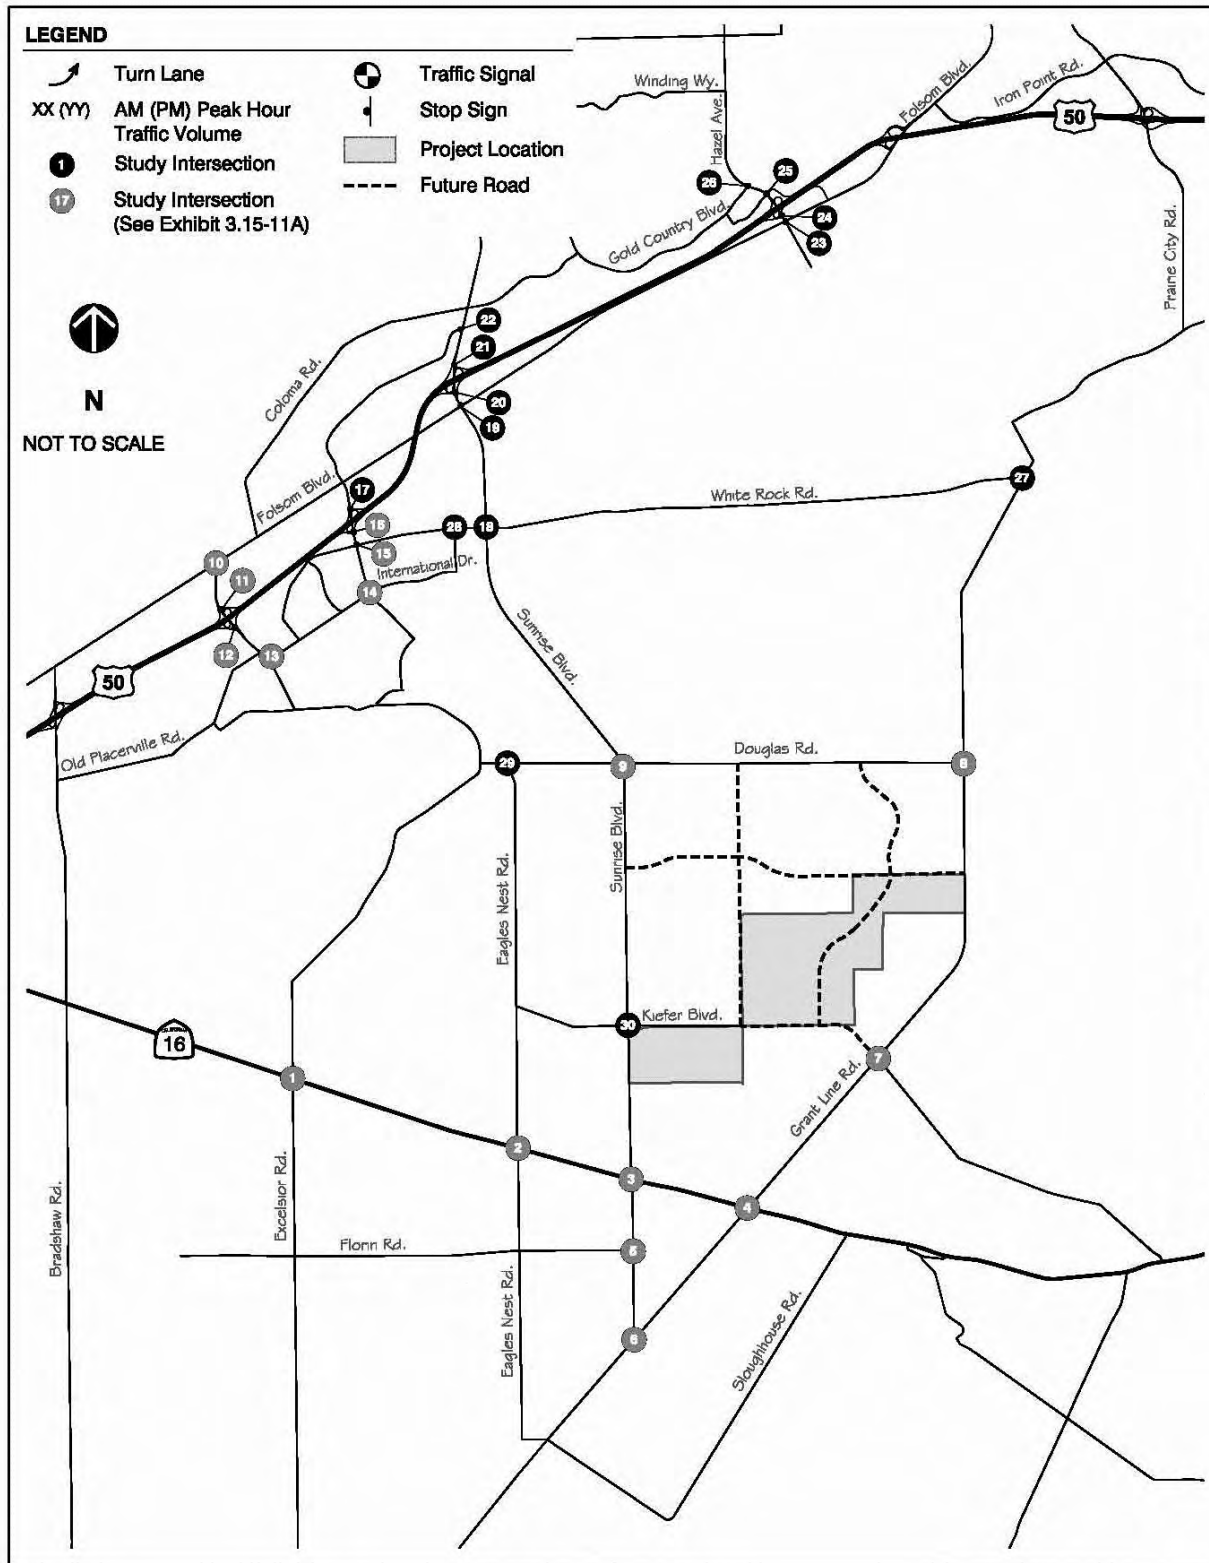 LEGEND
Turn Lane
XX (YY) AM (PM) Peak Hour
Traffic Volume
1 Study Intersection
17 Study Intersection
(See Exhibit 3.15-11A)
Traffic Signal
Stop Sign
Project Location
Future Road
N
NOT TO SCALE
Winding Wy.
Hazel Ave.
Folsom Blvd.
Iron Point Rd.
50
Prairie City Rd.
26
25
24
23
Gold Country Blvd.
22
21
20
19
Coloma Rd.
Folsom Blvd.
17
16
15
28
18
White Rock Rd.
27
International Dr.
10
11
14
12
13
50
Sunrise Blvd.
Old Placerville Rd.
29
9
Douglas Rd.
8
Eagles Nest Rd.
Sunrise Blvd.
30
Kiefer Blvd.
CALIFORNIA
16
1
7
Grant Line Rd.
2
3
4
Bradshaw Rd.
Excelsior Rd.
Florin Rd.
5
Eagles Nest Rd.
6
Sloughhouse Rd.